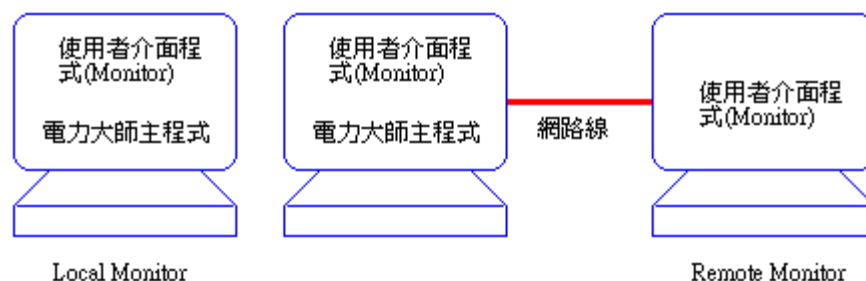 使用者介面程
式(Monitor)
電力大師主程式
使用者介面程
式(Monitor)
電力大師主程式
網路線
使用者介面程
式(Monitor)
Local Monitor
Remote Monitor